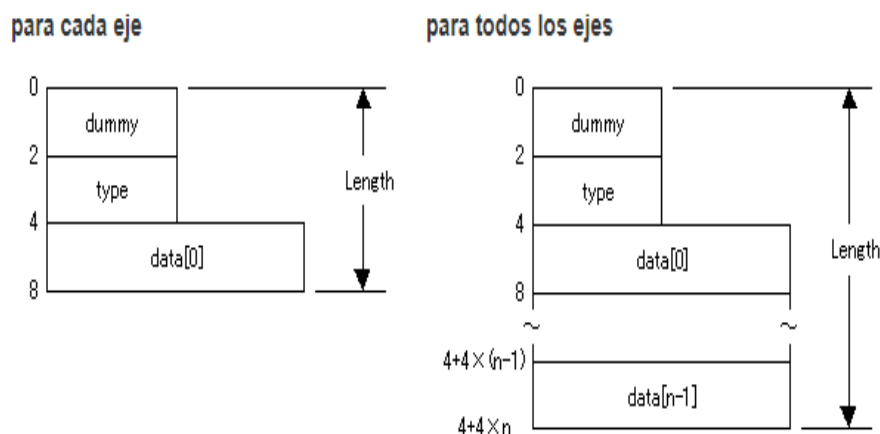 para cada eje
0
dummy
2
type
4
data[0]
8
Length
para todos los ejes
0
dummy
2
type
4
data[0]
8
~ ~
4+4×(n-1)
data[n-1]
4+4×n
Length